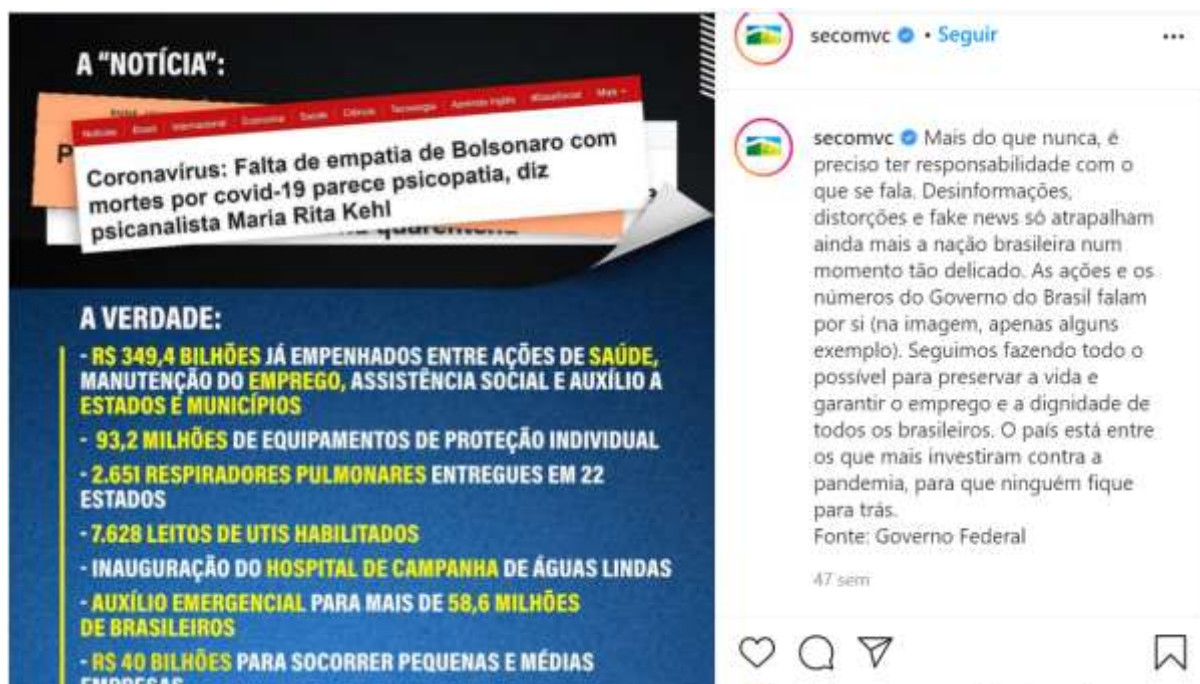 A “NOTÍCIA”:
Notícias Brasil Internacional Economia Saúde Ciência Tecnologia Aprenda Inglês #SalaSocial Mais
P
Coronavírus: Falta de empatia de Bolsonaro com
mortes por covid-19 parece psicopatia, diz
psicanalista Maria Rita Kehl
quarentena
A VERDADE:
- R$ 349,4 BILHÕES JÁ EMPENHADOS ENTRE AÇÕES DE SAÚDE,
MANUTENÇÃO DO EMPREGO, ASSISTÊNCIA SOCIAL E AUXÍLIO A
ESTADOS E MUNICÍPIOS
- 93,2 MILHÕES DE EQUIPAMENTOS DE PROTEÇÃO INDIVIDUAL
- 2.651 RESPIRADORES PULMONARES ENTREGUES EM 22
ESTADOS
- 7.628 LEITOS DE UTIS HABILITADOS
- INAUGURAÇÃO DO HOSPITAL DE CAMPANHA DE ÁGUAS LINDAS
- AUXÍLIO EMERGENCIAL PARA MAIS DE 58,6 MILHÕES
DE BRASILEIROS
- R$ 40 BILHÕES PARA SOCORRER PEQUENAS E MÉDIAS
EMPRESAS
secomvc • Seguir
secomvc Mais do que nunca, é
preciso ter responsabilidade com o
que se fala. Desinformações,
distorções e fake news só atrapalham
ainda mais a nação brasileira num
momento tão delicado. As ações e os
números do Governo do Brasil falam
por si (na imagem, apenas alguns
exemplo). Seguimos fazendo todo o
possível para preservar a vida e
garantir o emprego e a dignidade de
todos os brasileiros. O país está entre
os que mais investiram contra a
pandemia, para que ninguém fique
para trás.
Fonte: Governo Federal
47 sem